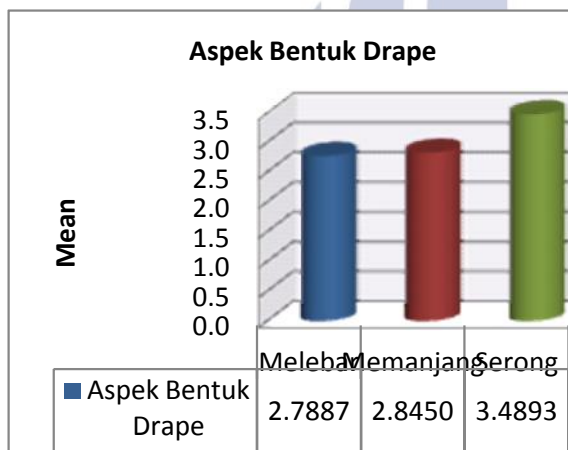 Aspek Bentuk Drape
3.5
3.0
2.5
2.0
1.5
1.0
0.5
0.0
Mean
Melebar Memanjang Serong
Aspek Bentuk
Drape
2.7887 2.8450 3.4893